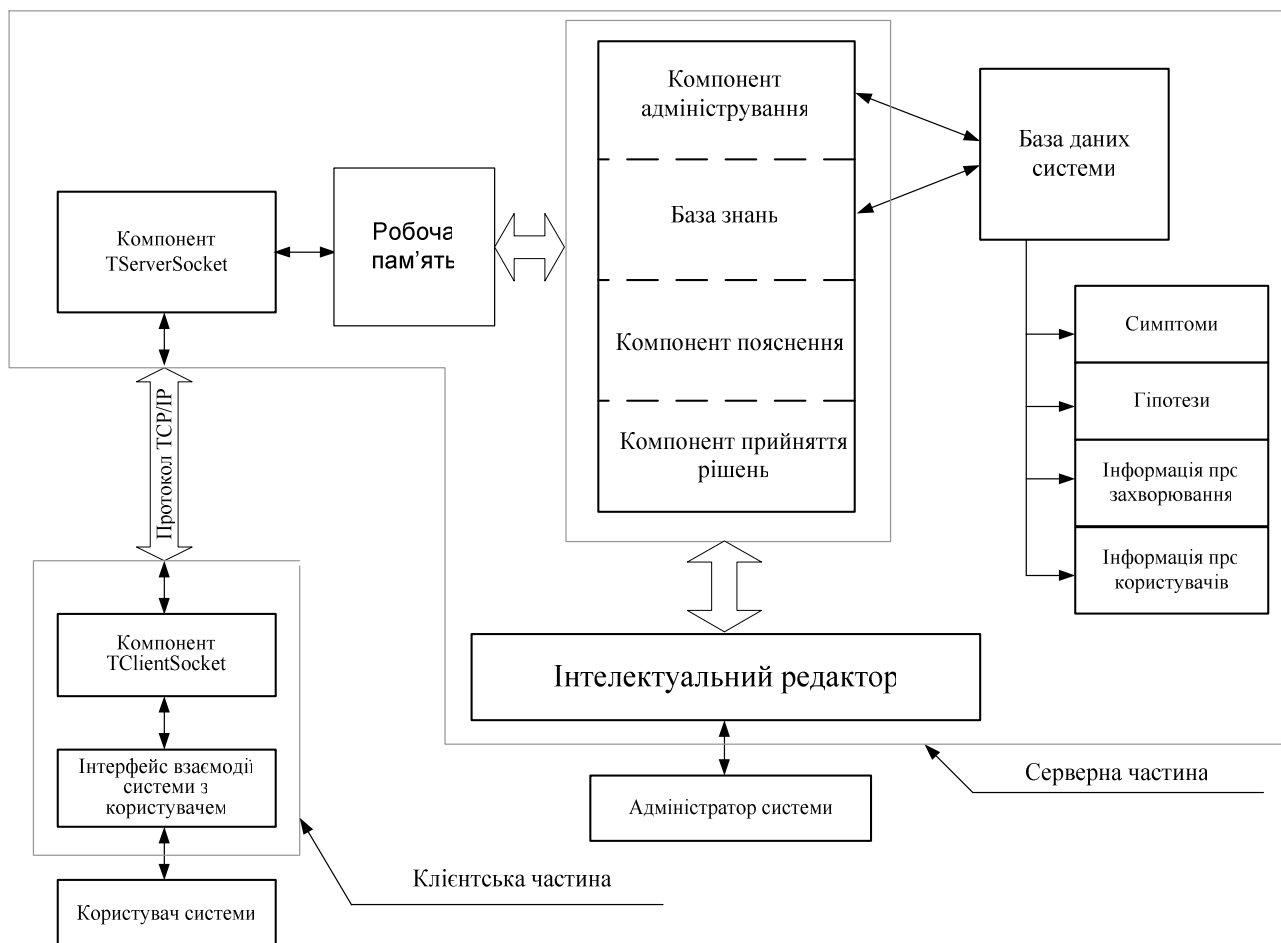 Компонент
адміністрування
База знань
Компонент пояснення
Компонент прийняття
рішень
База даних
системи
Компонент
TServerSocket
Робоча
пам’ять
Симптоми
Гіпотези
Інформація про
захворювання
Інформація про
користувачів
Протокол TCP/IP
Компонент
TClientSocket
Інтерфейс взаємодії
системи з
користувачем
Користувач системи
Інтелектуальний редактор
Адміністратор системи
Серверна частина
Клієнтська частина